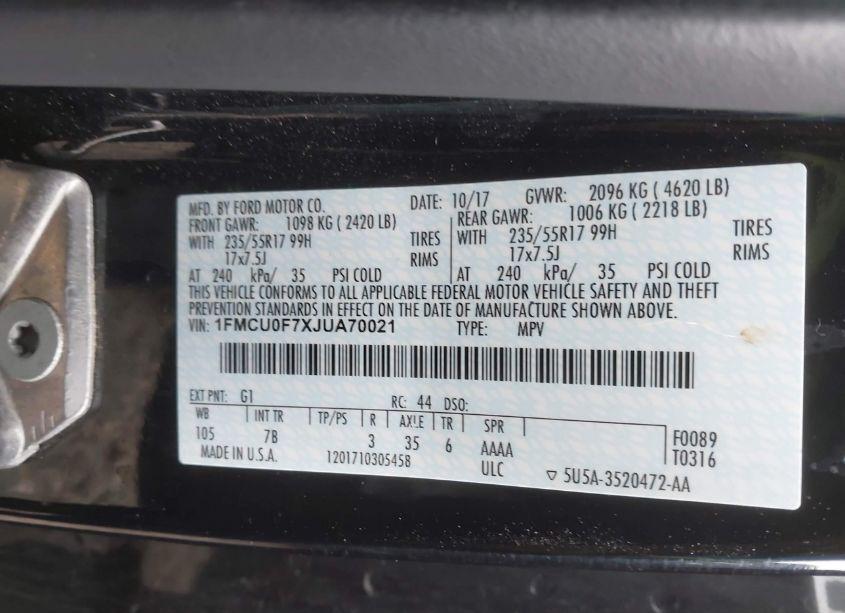 MFD. BY FORD MOTOR CO. DATE: 10/17 GVWR: 2096 KG ( 4620 LB)
FRONT GAWR: 1098 KG ( 2420 LB) REAR GAWR: 1006 KG ( 2218 LB)
WITH 235/55R17 99H TIRES WITH 235/55R17 99H TIRES
17x7.5J RIMS 17x7.5J RIMS
AT 240 kPa/ 35 PSI COLD AT 240 kPa/ 35 PSI COLD
THIS VEHICLE CONFORMS TO ALL APPLICABLE FEDERAL MOTOR VEHICLE SAFETY AND THEFT
PREVENTION STANDARDS IN EFFECT ON THE DATE OF MANUFACTURE SHOWN ABOVE.
VIN: 1FMCU0F7XJUA70021 TYPE: MPV
EXT PNT: G1 RC: 44 DSO:
WB INT TR TP/PS R AXLE TR SPR
105 7B 3 35 6 AAAA F0089
MADE IN U.S.A. 1201710305458 ULC T0316
▽ 5U5A-3520472-AA